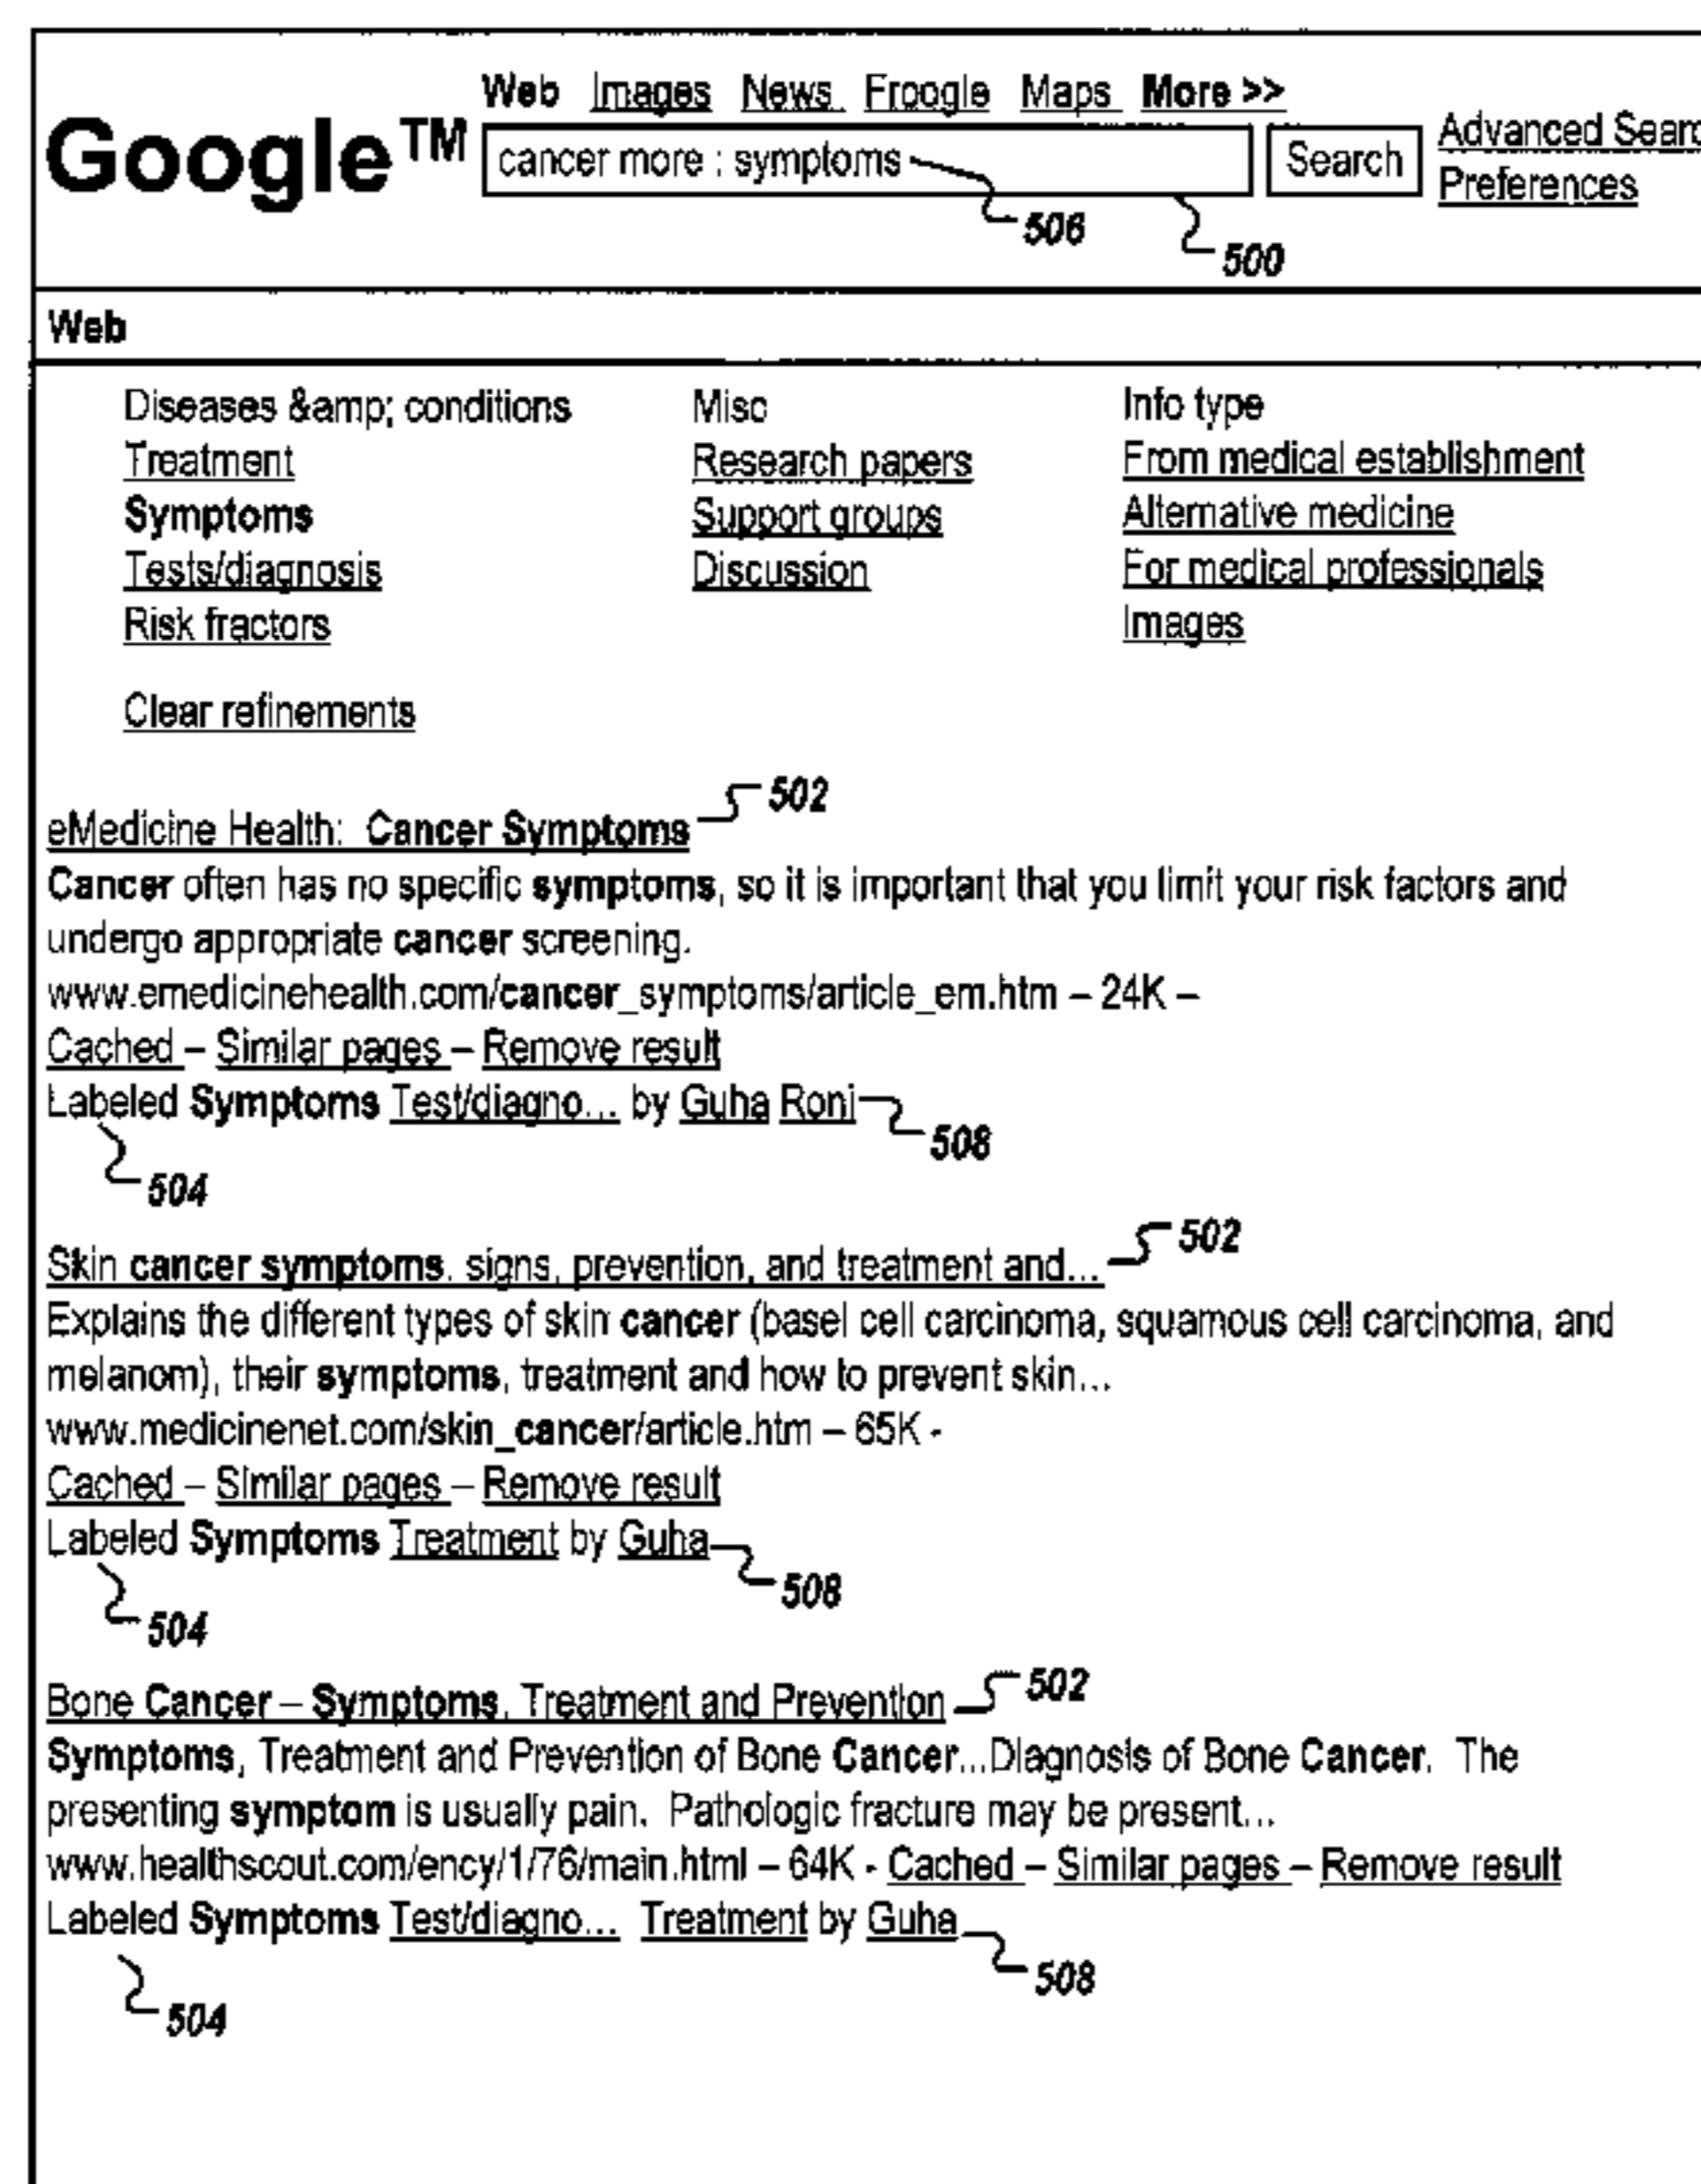 Web Images News Froogle Maps More >>
Google™ cancer more : symptoms Search Advanced Searc
Preferences
506
500
Web
Diseases &amp; conditions Misc Info type
Treatment Research papers From medical establishment
Symptoms Support groups Alternative medicine
Tests/diagnosis Discussion For medical professionals
Risk fractors Images
Clear refinements
eMedicine Health: Cancer Symptoms 502
Cancer often has no specific symptoms, so it is important that you limit your risk factors and
undergo appropriate cancer screening.
www.emedicinehealth.com/cancer_symptoms/article_em.htm – 24K –
Cached – Similar pages – Remove result
Labeled Symptoms Test/diagno... by Guha Roni 508
504
Skin cancer symptoms. signs, prevention, and treatment and... 502
Explains the different types of skin cancer (basel cell carcinoma, squamous cell carcinoma, and
melanom), their symptoms, treatment and how to prevent skin...
www.medicinenet.com/skin_cancer/article.htm – 65K -
Cached – Similar pages – Remove result
Labeled Symptoms Treatment by Guha 508
504
Bone Cancer – Symptoms, Treatment and Prevention 502
Symptoms, Treatment and Prevention of Bone Cancer...Diagnosis of Bone Cancer. The
presenting symptom is usually pain. Pathologic fracture may be present...
www.healthscout.com/ency/1/76/main.html – 64K - Cached – Similar pages – Remove result
Labeled Symptoms Test/diagno... Treatment by Guha 508
504